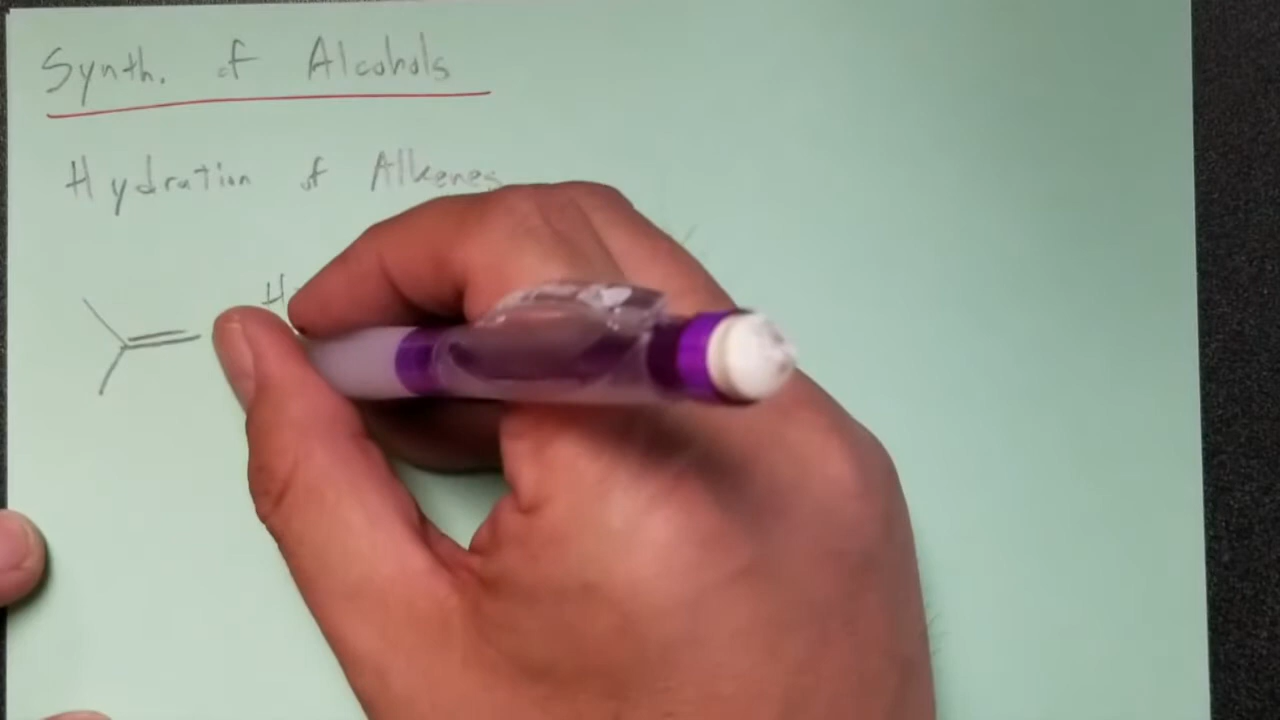 Synth. of Alcohols
Hydration of Alkenes
H